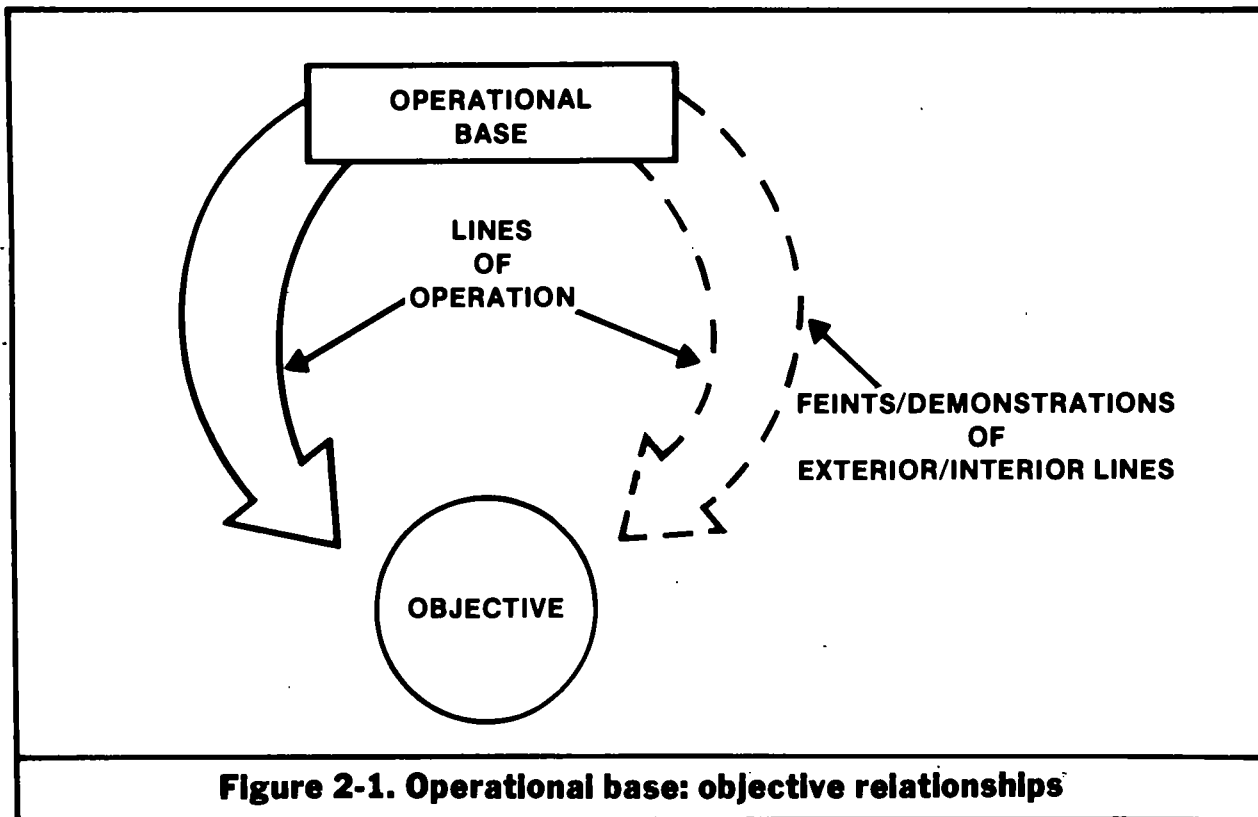 OPERATIONAL
BASE
LINES
OF
OPERATION
FEINTS/DEMONSTRATIONS
OF
EXTERIOR/INTERIOR LINES
OBJECTIVE
Figure 2-1. Operational base: objective relationships